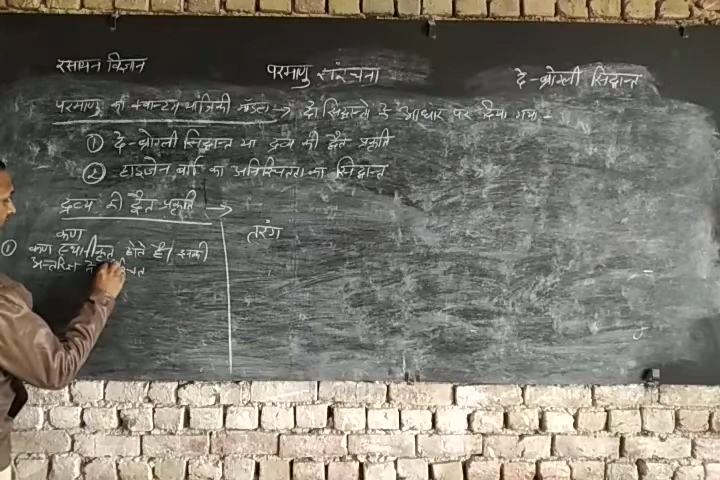 रसायन विज्ञान
परमाणु संरचना
दे-ब्रोग्ली सिद्धान्त
परमाणु का क्वान्टम यांत्रिकी मॉडल → दो सिद्धान्तो के आधार पर दिया गया -
① दे-ब्रोग्ली सिद्धान्त या द्रव्य की द्वैत प्रकृति
② हाइजेनबर्ग का अनिश्चितता का सिद्धान्त
द्रव्य की द्वैत प्रकृति →
कण
तरंग
① कण स्थानीकृत होते है। इनकी
अन्तरिक्ष में